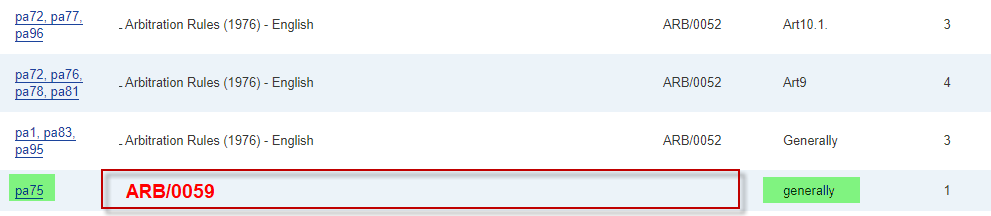 pa72, pa77,
pa96
- Arbitration Rules (1976) - English ARB/0052 Art10.1. 3
pa72, pa76,
pa78, pa81
- Arbitration Rules (1976) - English ARB/0052 Art9 4
pa1, pa83,
pa95
- Arbitration Rules (1976) - English ARB/0052 Generally 3
pa75 ARB/0059 generally 1